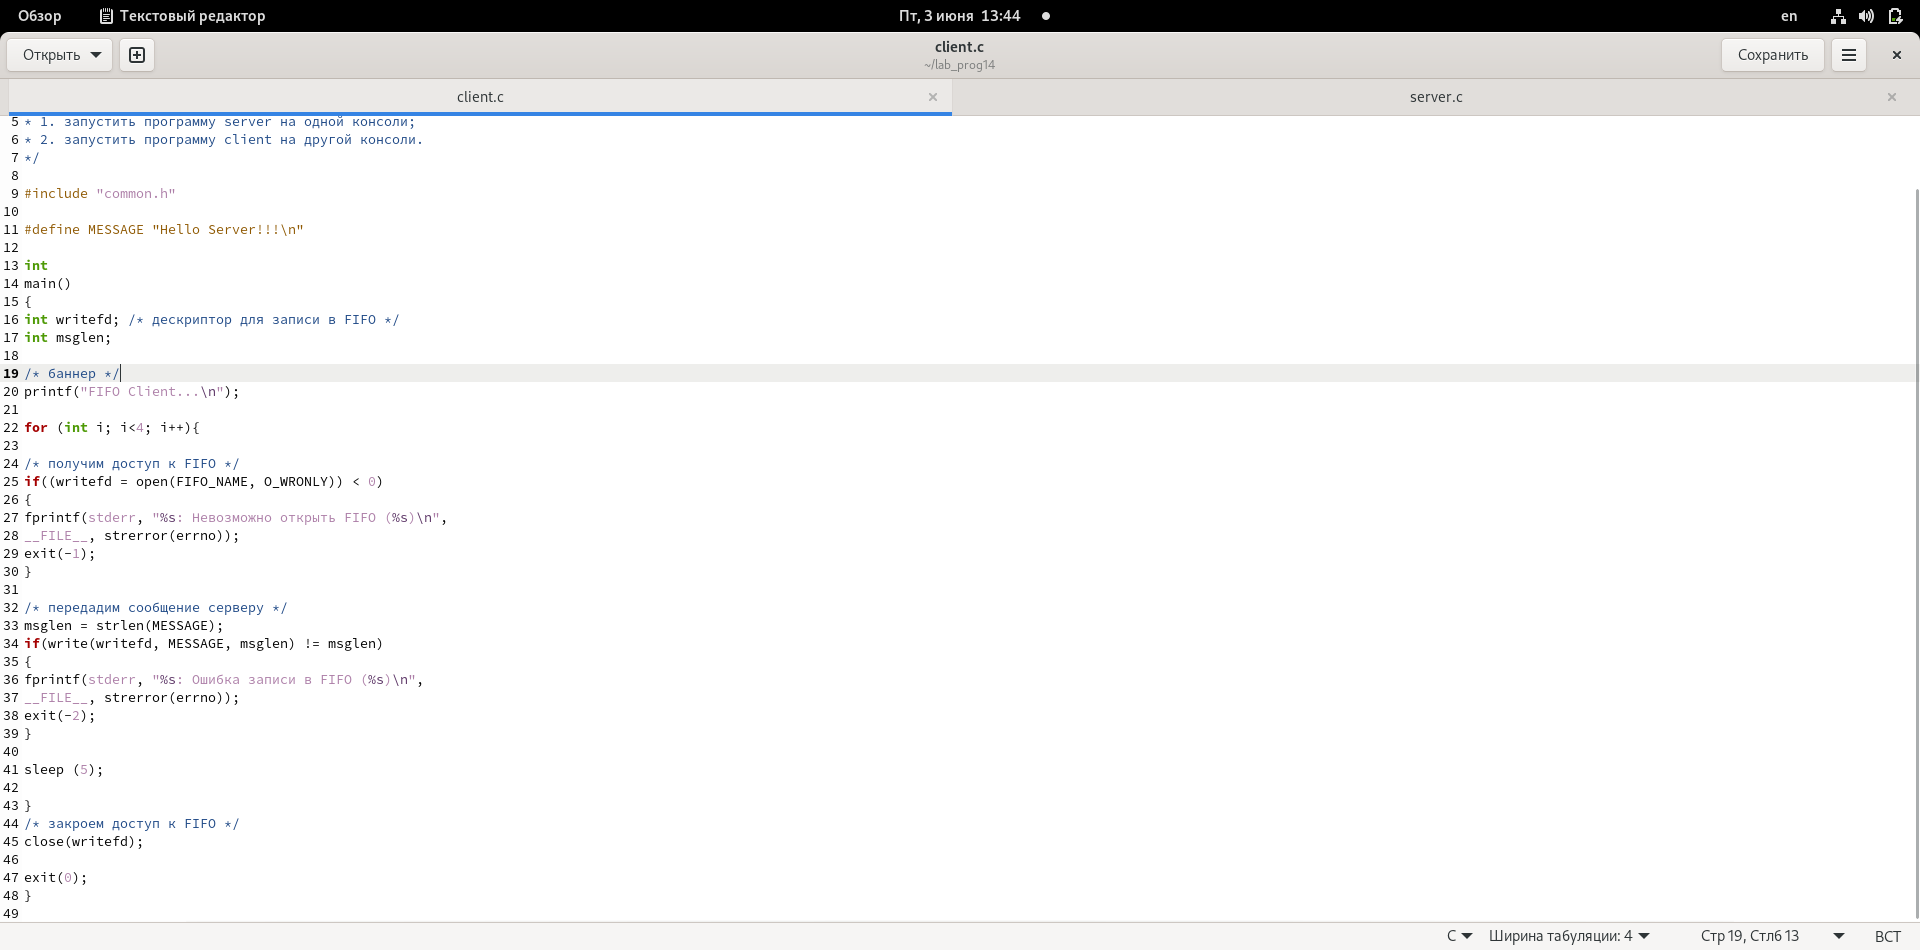 Обзор Текстовый редактор Пт, 3 июня 13:44 en
Открыть client.c Сохранить
~/lab_prog14
client.c server.c
5 * 1. запустить программу server на одной консоли;
6 * 2. запустить программу client на другой консоли.
7 */
8
9 #include "common.h"
10
11 #define MESSAGE "Hello Server!!!\n"
12
13 int
14 main()
15 {
16 int writefd; /* дескриптор для записи в FIFO */
17 int msglen;
18
19 /* баннер */
20 printf("FIFO Client...\n");
21
22 for (int i; i<4; i++){
23
24 /* получим доступ к FIFO */
25 if((writefd = open(FIFO_NAME, O_WRONLY)) < 0)
26 {
27 fprintf(stderr, "%s: Невозможно открыть FIFO (%s)\n",
28 __FILE__, strerror(errno));
29 exit(-1);
30 }
31
32 /* передадим сообщение серверу */
33 msglen = strlen(MESSAGE);
34 if(write(writefd, MESSAGE, msglen) != msglen)
35 {
36 fprintf(stderr, "%s: Ошибка записи в FIFO (%s)\n",
37 __FILE__, strerror(errno));
38 exit(-2);
39 }
40
41 sleep (5);
42
43 }
44 /* закроем доступ к FIFO */
45 close(writefd);
46
47 exit(0);
48 }
49
C Ширина табуляции: 4 Стр 19, Стлб 13 ВСТ